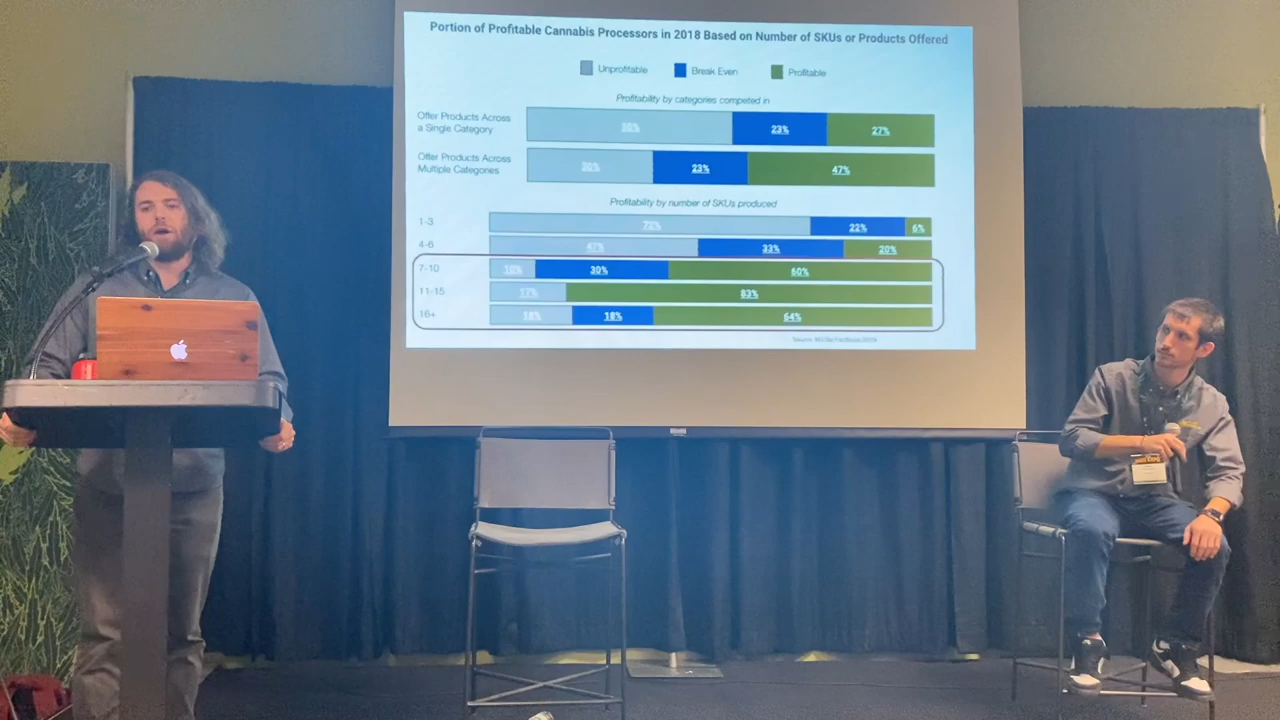 Portion of Profitable Cannabis Processors in 2018 Based on Number of SKUs or Products Offered
Unprofitable Break Even Profitable
Profitability by categories competed in
Offer Products Across
a Single Category
50% 23% 27%
Offer Products Across
Multiple Categories
30% 23% 47%
Profitability by number of SKUs produced
1-3 72% 22% 6%
4-6 47% 33% 20%
7-10 10% 30% 60%
11-15 17% 83%
16+ 18% 18% 64%